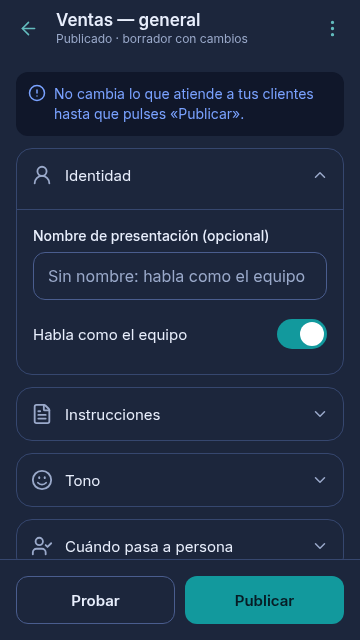 Ventas — general
Publicado · borrador con cambios
No cambia lo que atiende a tus clientes
hasta que pulses «Publicar».
Identidad
Nombre de presentación (opcional)
Sin nombre: habla como el equipo
Habla como el equipo
Instrucciones
Tono
Cuándo pasa a persona
Probar
Publicar